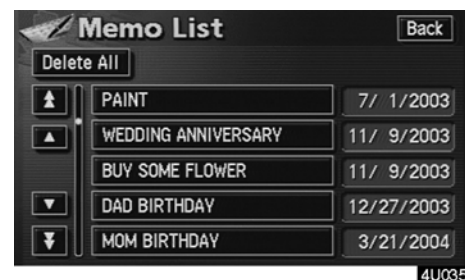 Memo List Back
Delete All
PAINT 7/ 1/2003
WEDDING ANNIVERSARY 11/ 9/2003
BUY SOME FLOWER 11/ 9/2003
DAD BIRTHDAY 12/27/2003
MOM BIRTHDAY 3/21/2004
4U035